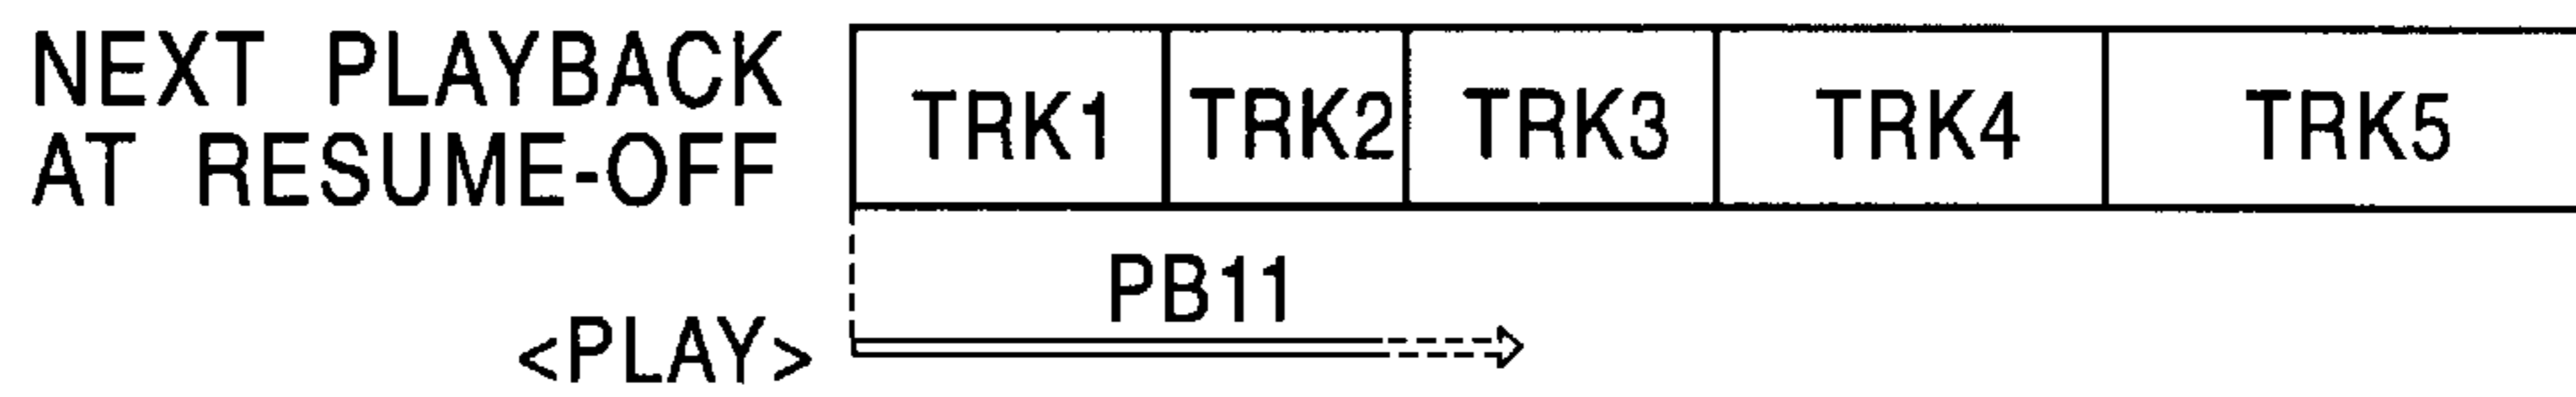 NEXT PLAYBACK
AT RESUME-OFF
TRK1 TRK2 TRK3 TRK4 TRK5
PB11
<PLAY>